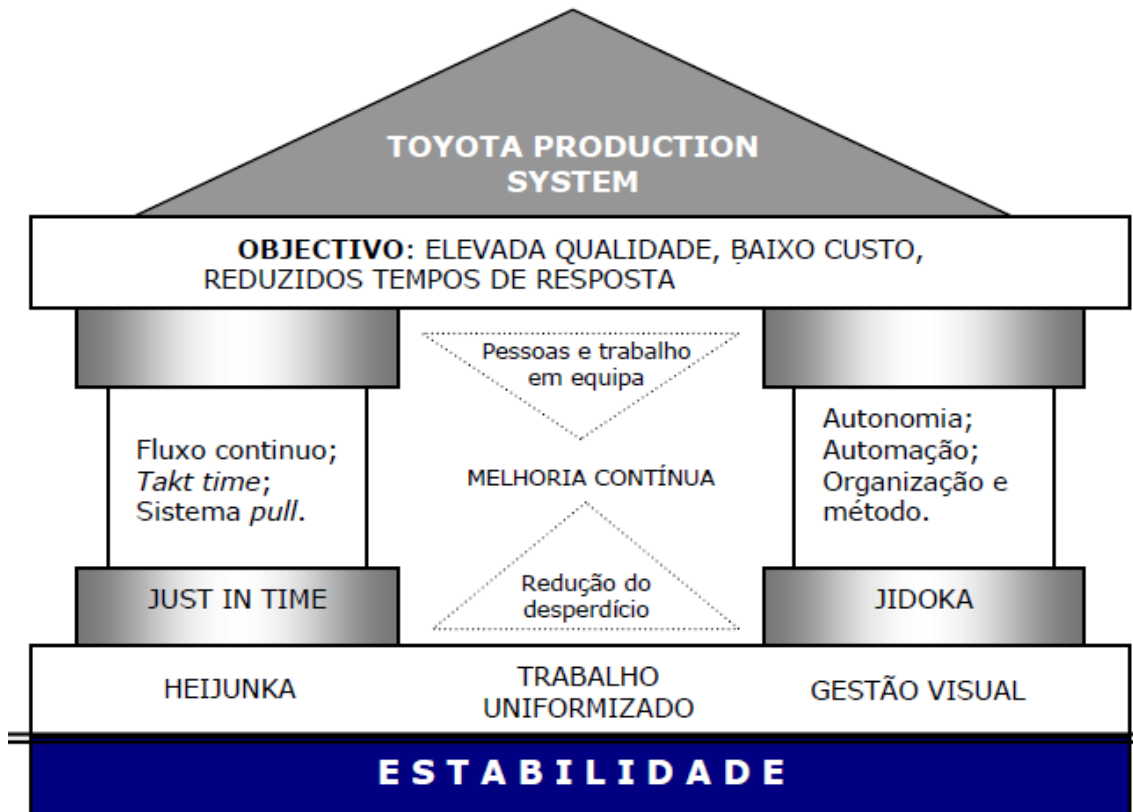 TOYOTA PRODUCTION
SYSTEM
OBJECTIVO: ELEVADA QUALIDADE, BAIXO CUSTO,
REDUZIDOS TEMPOS DE RESPOSTA
Pessoas e trabalho
em equipa
Fluxo continuo;
Takt time;
Sistema pull.
MELHORIA CONTÍNUA
Autonomia;
Automação;
Organização e
método.
JUST IN TIME
Redução do
desperdício
JIDOKA
HEIJUNKA
TRABALHO
UNIFORMIZADO
GESTÃO VISUAL
ESTABILIDADE